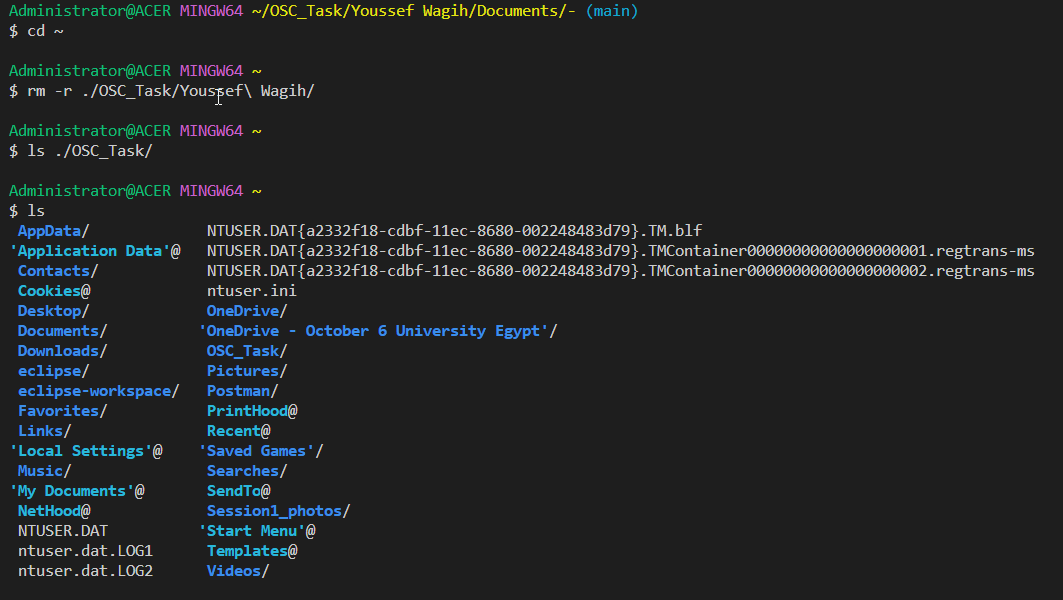 Administrator@ACER MINGW64 ~/OSC_Task/Youssef Wagih/Documents/- (main)
$ cd ~
Administrator@ACER MINGW64 ~
$ rm -r ./OSC_Task/Youssef\ Wagih/
Administrator@ACER MINGW64 ~
$ ls ./OSC_Task/
Administrator@ACER MINGW64 ~
$ ls
AppData/ NTUSER.DAT{a2332f18-cdbf-11ec-8680-002248483d79}.TM.blf
'Application Data'@ NTUSER.DAT{a2332f18-cdbf-11ec-8680-002248483d79}.TMContainer00000000000000000001.regtrans-ms
Contacts/ NTUSER.DAT{a2332f18-cdbf-11ec-8680-002248483d79}.TMContainer00000000000000000002.regtrans-ms
Cookies@ ntuser.ini
Desktop/ OneDrive/
Documents/ 'OneDrive - October 6 University Egypt'/
Downloads/ OSC_Task/
eclipse/ Pictures/
eclipse-workspace/ Postman/
Favorites/ PrintHood@
Links/ Recent@
'Local Settings'@ 'Saved Games'/
Music/ Searches/
'My Documents'@ SendTo@
NetHood@ Session1_photos/
NTUSER.DAT 'Start Menu'@
ntuser.dat.LOG1 Templates@
ntuser.dat.LOG2 Videos/